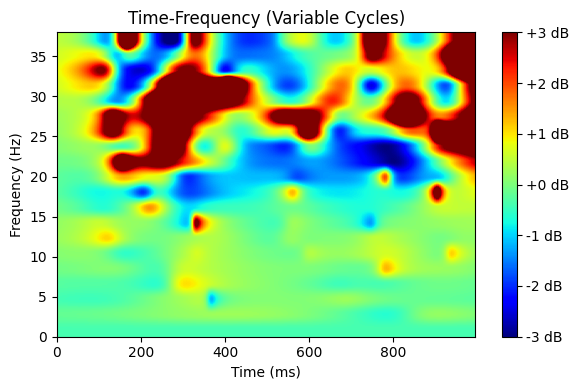 Time-Frequency (Variable Cycles)
Frequency (Hz)
35
30
25
20
15
10
5
0
0 200 400 600 800
Time (ms)
+3 dB
+2 dB
+1 dB
+0 dB
-1 dB
-2 dB
-3 dB